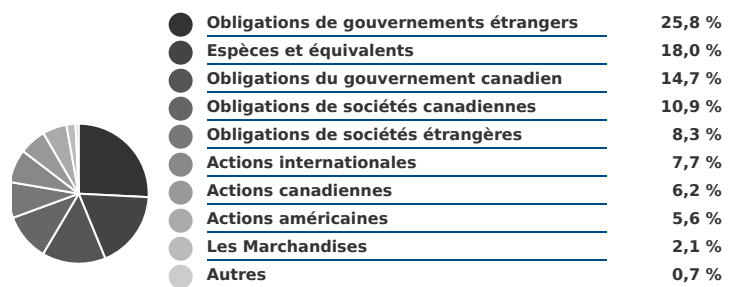 Obligations de gouvernements étrangers 25,8 %
Espèces et équivalents 18,0 %
Obligations du gouvernement canadien 14,7 %
Obligations de sociétés canadiennes 10,9 %
Obligations de sociétés étrangères 8,3 %
Actions internationales 7,7 %
Actions canadiennes 6,2 %
Actions américaines 5,6 %
Les Marchandises 2,1 %
Autres 0,7 %